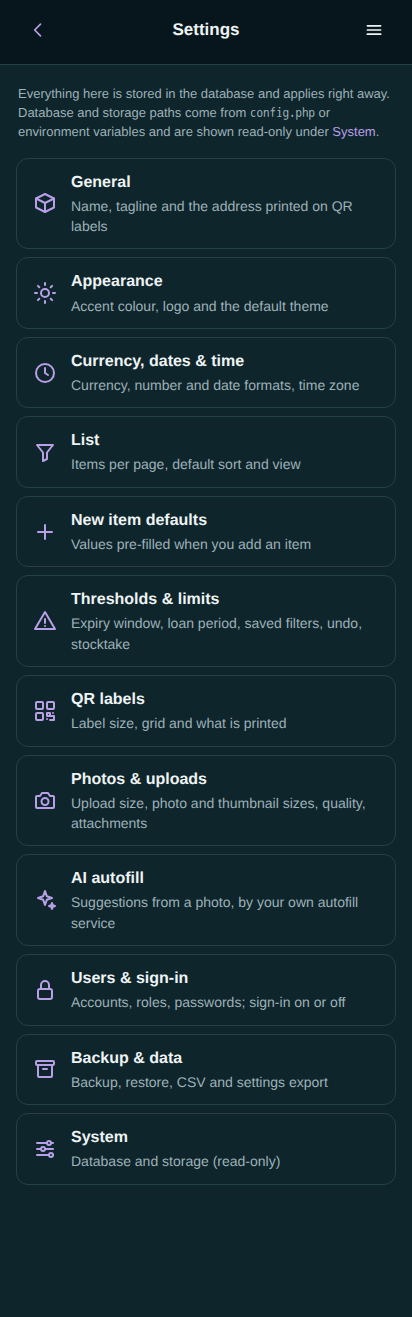 Settings
Everything here is stored in the database and applies right away.
Database and storage paths come from config.php or
environment variables and are shown read-only under System.
General
Name, tagline and the address printed on QR
labels
Appearance
Accent colour, logo and the default theme
Currency, dates & time
Currency, number and date formats, time zone
List
Items per page, default sort and view
New item defaults
Values pre-filled when you add an item
Thresholds & limits
Expiry window, loan period, saved filters, undo,
stocktake
QR labels
Label size, grid and what is printed
Photos & uploads
Upload size, photo and thumbnail sizes, quality,
attachments
AI autofill
Suggestions from a photo, by your own autofill
service
Users & sign-in
Accounts, roles, passwords; sign-in on or off
Backup & data
Backup, restore, CSV and settings export
System
Database and storage (read-only)